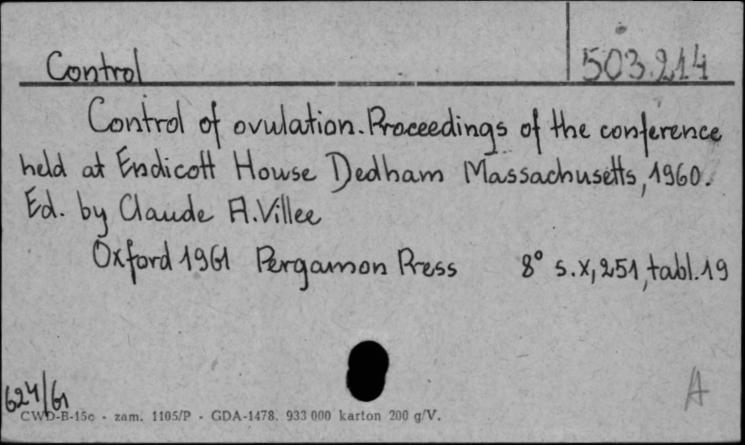 Control 503.214
Control of ovulation. Proceedings of the conference
held at Endicott House Dedham Massachusetts, 1960.
Ed. by Claude A. Villee
Oxford 1961 Pergamon Press 8° s. X, 251, tabl. 19
624/61
A
CWD-B-15c - zam. 1105/P - GDA-1478. 933 000 karton 200 g/V.